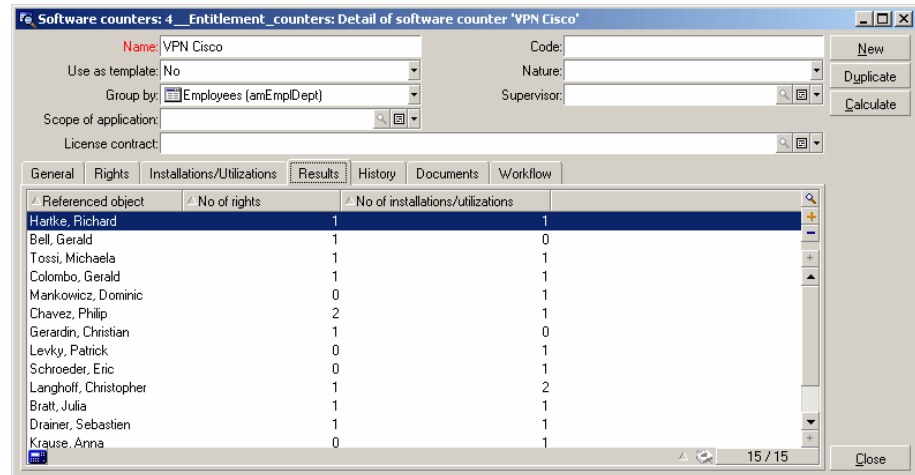 Software counters: 4__Entitlement_counters: Detail of software counter 'VPN Cisco'
Name: VPN Cisco Code: New
Use as template: No Nature: Duplicate
Group by: Employees (amEmplDept) Supervisor: Calculate
Scope of application:
License contract:
General Rights Installations/Utilizations Results History Documents Workflow
Referenced object No of rights No of installations/utilizations
Hartke, Richard 1 1
Bell, Gerald 1 0
Tossi, Michaela 1 1
Colombo, Gerald 1 1
Mankowicz, Dominic 0 1
Chavez, Philip 2 1
Gerardin, Christian 1 0
Levky, Patrick 0 1
Schroeder, Eric 0 1
Langhoff, Christopher 1 2
Bratt, Julia 1 1
Drainer, Sebastien 1 1
Krause, Anna 0 1
15 / 15 Close